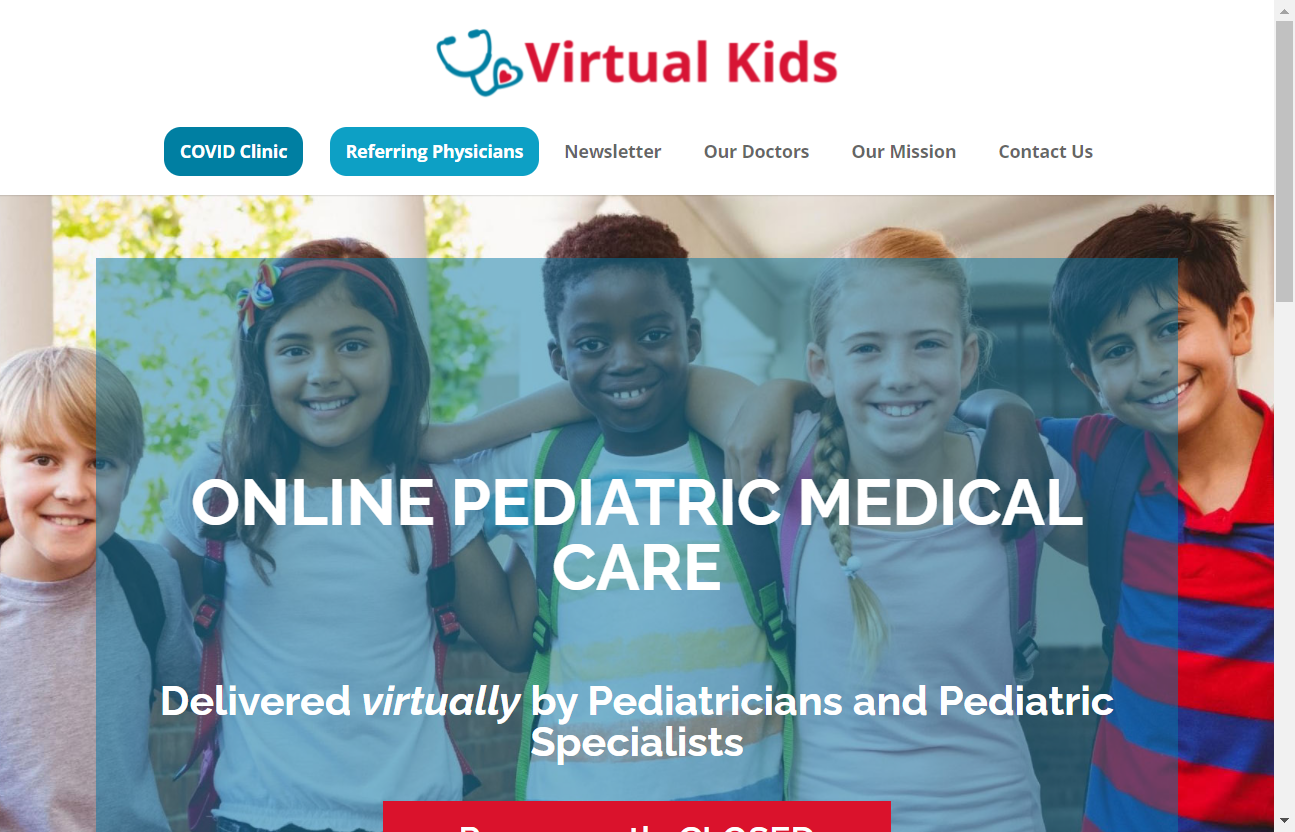 Virtual Kids
COVID Clinic
Referring Physicians
Newsletter
Our Doctors
Our Mission
Contact Us
ONLINE PEDIATRIC MEDICAL
CARE
Delivered virtually by Pediatricians and Pediatric
Specialists
CLOSED